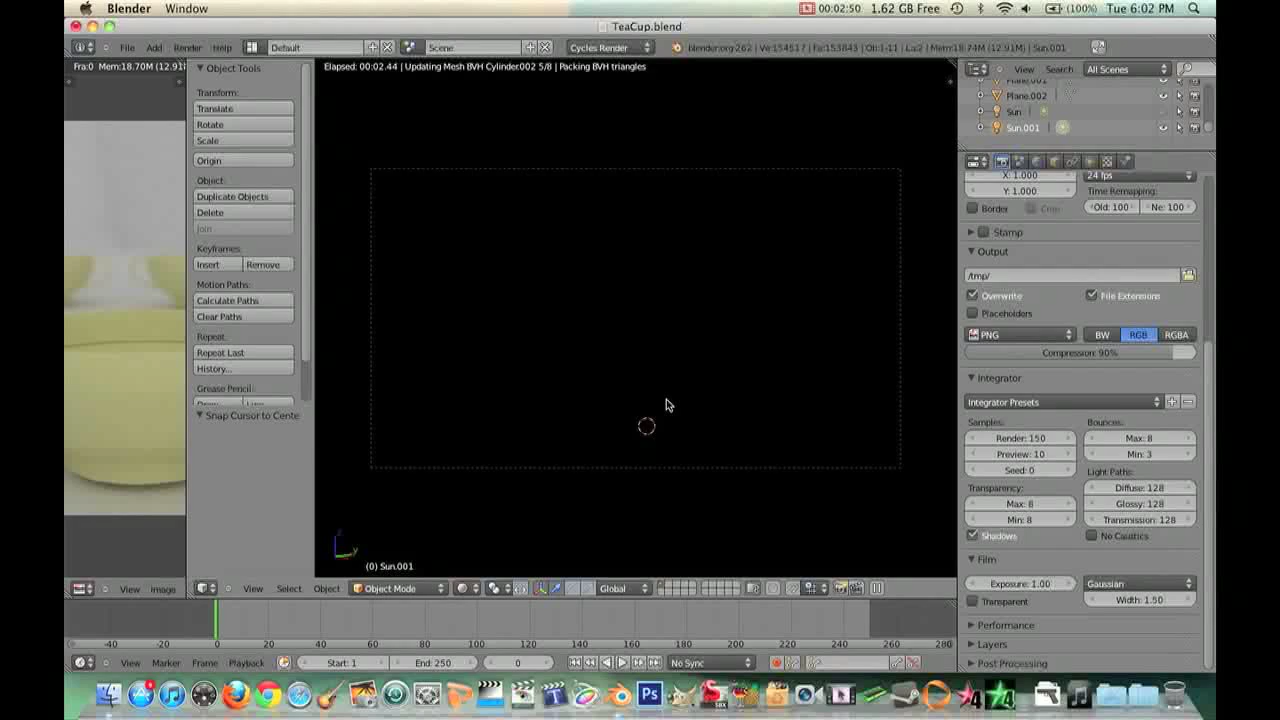 Blender Window 00:02:50 1.62 GB Free (100%) Tue 6:02 PM
TeaCup.blend
File Add Render Help Default Scene Cycles Render blender.org 262 | Ve:154517 | Fa:153843 | Ob:1-11 | La:2 | Mem:18.74M (12.91M) | Sun.001
Fra:0 Mem:18.70M (12.91
Object Tools
Elapsed: 00:02.44 | Updating Mesh BVH Cylinder.002 5/8 | Packing BVH triangles
View Search All Scenes
Plane.001
Plane.002
Sun
Sun.001
Transform:
Translate
Rotate
Scale
Origin
Object:
Duplicate Objects
Delete
Join
Keyframes:
Insert Remove
Motion Paths:
Calculate Paths
Clear Paths
Repeat:
Repeat Last
History...
Grease Pencil:
Snap Cursor to Cente
X: 1.000 24 fps
Y: 1.000 Time Remapping:
Border Crop Old: 100 Ne: 100
Stamp
Output
/tmp/
Overwrite File Extensions
Placeholders
PNG BW RGB RGBA
Compression: 90%
Integrator
Integrator Presets
Samples: Bounces:
Render: 150 Max: 8
Preview: 10 Min: 3
Seed: 0 Light Paths:
Transparency: Diffuse: 128
Max: 8 Glossy: 128
Min: 8 Transmission: 128
Shadows No Caustics
Film
Exposure: 1.00 Gaussian
Transparent Width: 1.50
Performance
Layers
Post Processing
z
y
(0) Sun.001
View Image View Select Object Object Mode Global
-40 -20 0 20 40 60 80 100 120 140 160 180 200 220 240 260 280
View Marker Frame Playback Start: 1 End: 250 0 No Sync
Ps